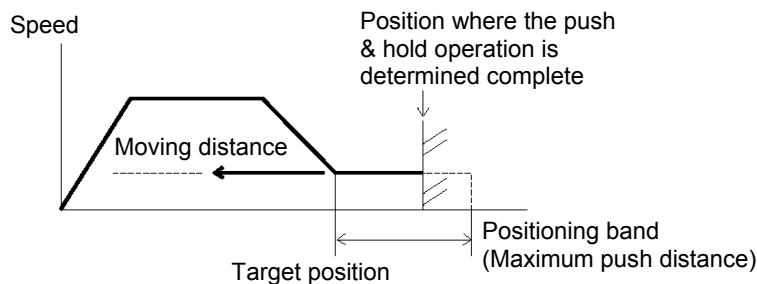 Speed
Position where the push
& hold operation is
determined complete
Moving distance
Positioning band
(Maximum push distance)
Target position